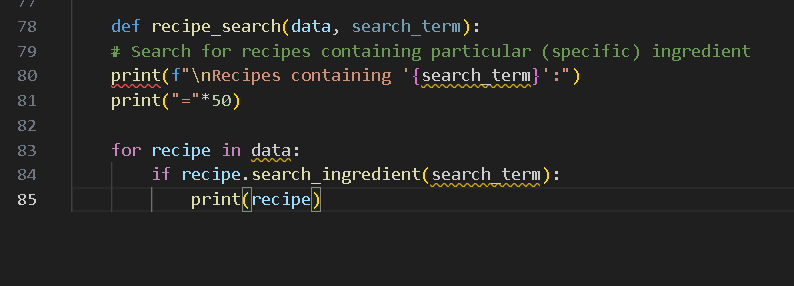 78 def recipe_search(data, search_term):
79 # Search for recipes containing particular (specific) ingredient
80 print(f"\nRecipes containing '{search_term}':")
81 print("="*50)
82
83 for recipe in data:
84     if recipe.search_ingredient(search_term):
85         print(recipe)